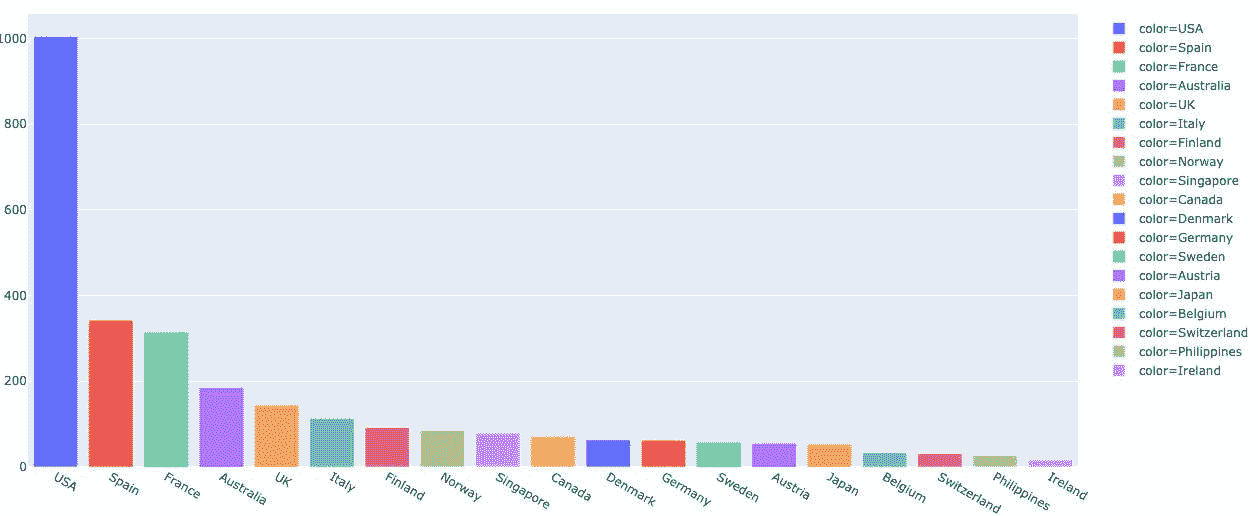 1000
800
600
400
200
0
USA
Spain
France
Australia
UK
Italy
Finland
Norway
Singapore
Canada
Denmark
Germany
Sweden
Austria
Japan
Belgium
Switzerland
Philippines
Ireland
color=USA
color=Spain
color=France
color=Australia
color=UK
color=Italy
color=Finland
color=Norway
color=Singapore
color=Canada
color=Denmark
color=Germany
color=Sweden
color=Austria
color=Japan
color=Belgium
color=Switzerland
color=Philippines
color=Ireland